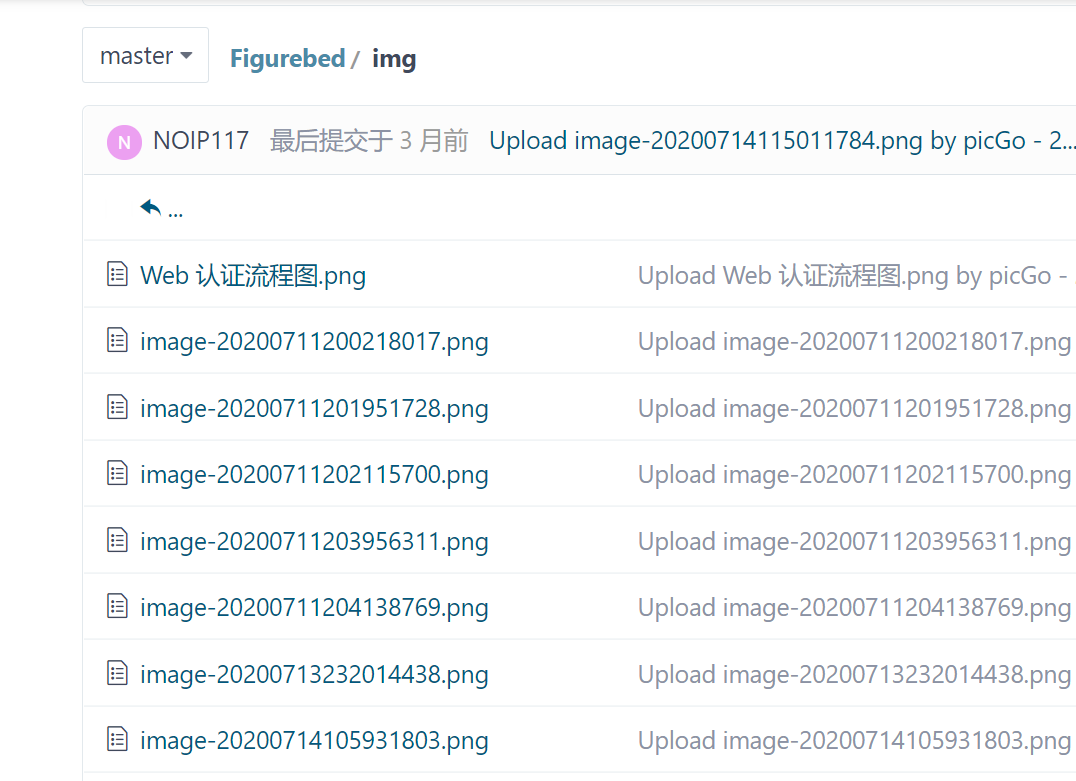 master Figurebed / img
N NOIP117 最后提交于 3 月前 Upload image-20200714115011784.png by picGo - 2...
...
Web 认证流程图.png Upload Web 认证流程图.png by picGo -
image-20200711200218017.png Upload image-20200711200218017.png
image-20200711201951728.png Upload image-20200711201951728.png
image-20200711202115700.png Upload image-20200711202115700.png
image-20200711203956311.png Upload image-20200711203956311.png
image-20200711204138769.png Upload image-20200711204138769.png
image-20200713232014438.png Upload image-20200713232014438.png
image-20200714105931803.png Upload image-20200714105931803.png